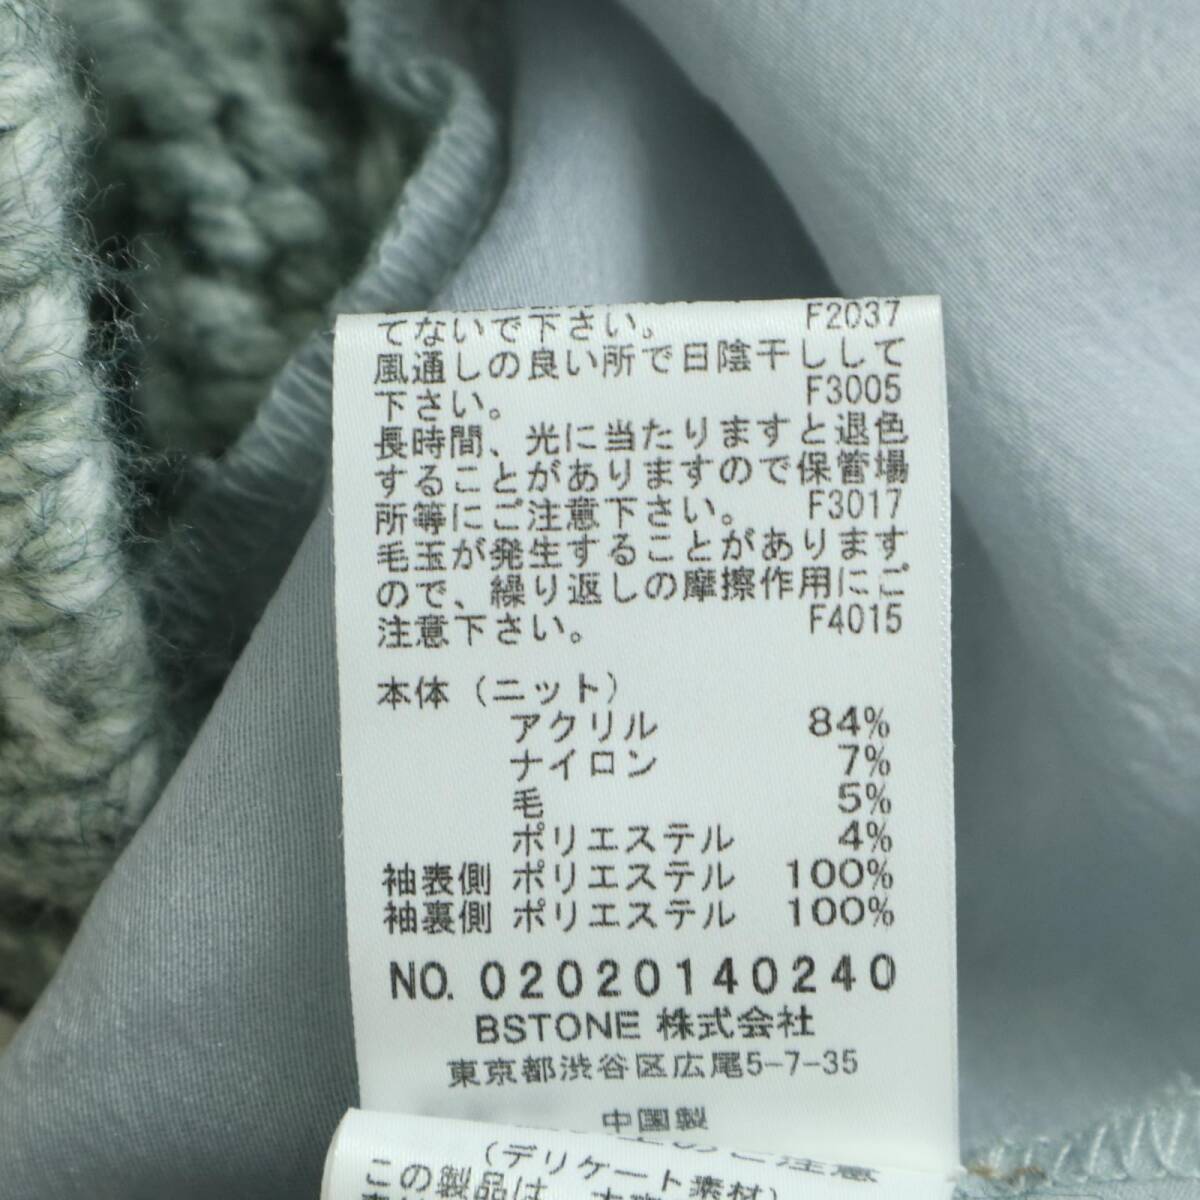 てないで下さい。 F2037
風通しの良い所で日陰干しして
下さい。 F3005
長時間、光に当たりますと退色
することがありますので保管場
所等にご注意下さい。 F3017
毛玉が発生することがあります
ので、繰り返しの摩擦作用にご
注意下さい。 F4015
本体（ニット）
アクリル 84%
ナイロン 7%
毛 5%
ポリエステル 4%
袖表側 ポリエステル 100%
袖裏側 ポリエステル 100%
NO. 02020140240
BSTONE 株式会社
東京都渋谷区広尾5-7-35
中国製
上のご注意
(デリケート素材)
この製品は、